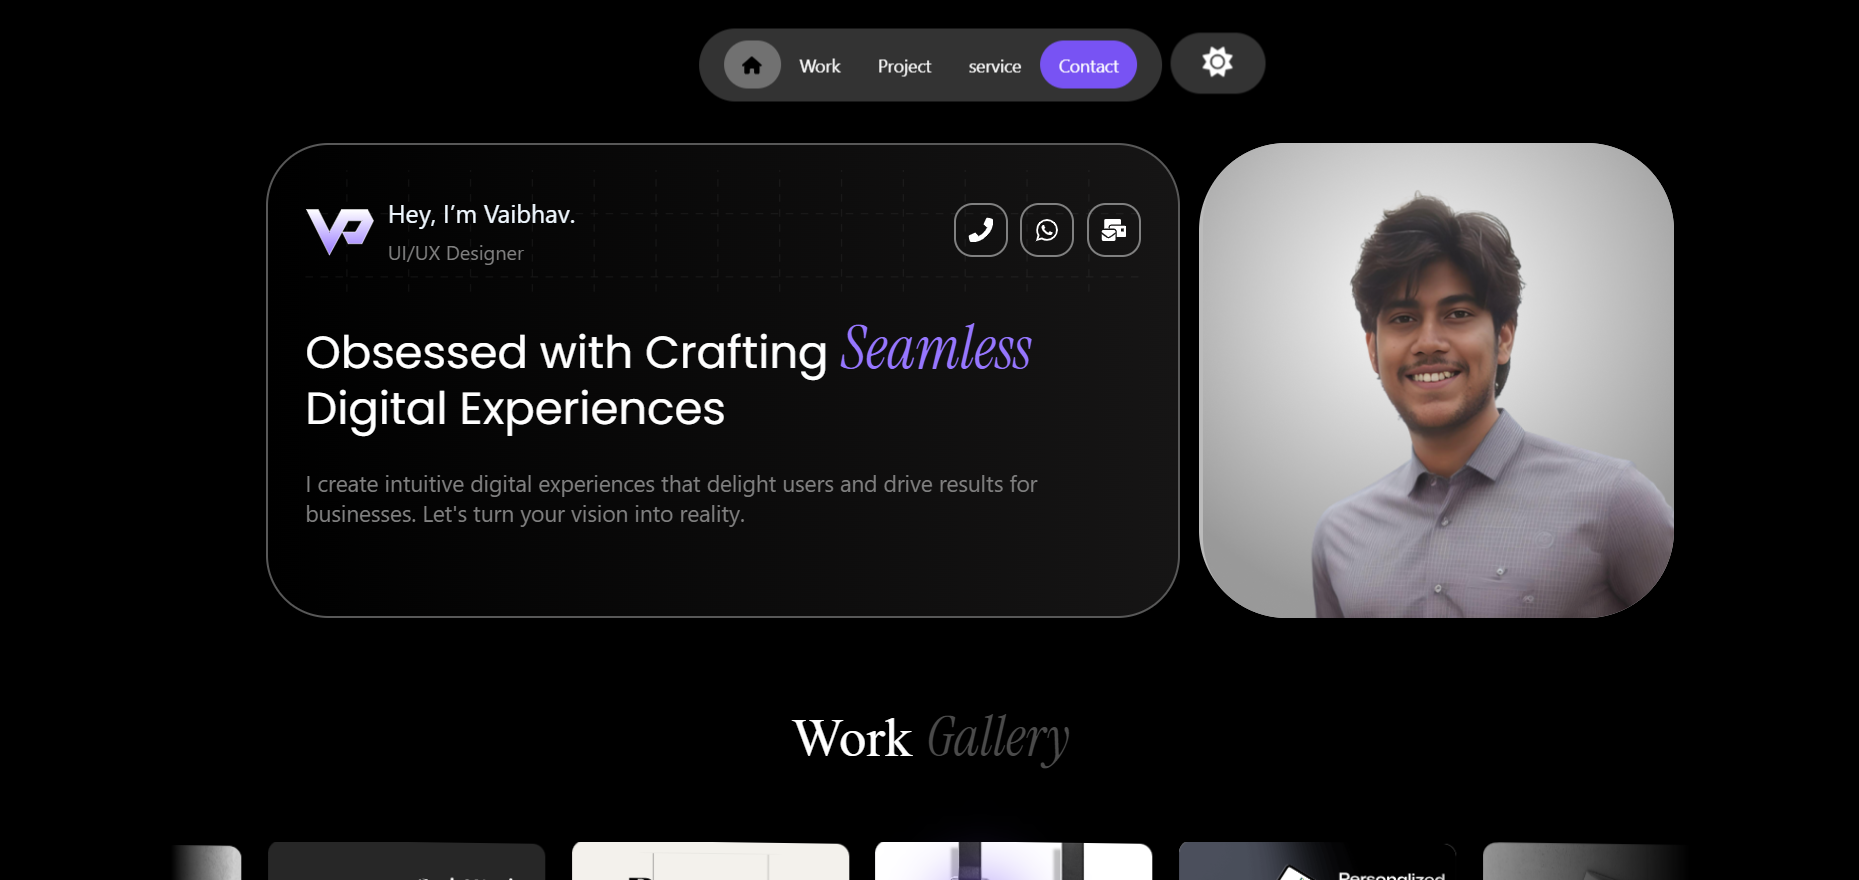 Work Project service Contact
Hey, I'm Vaibhav.
UI/UX Designer
Obsessed with Crafting Seamless
Digital Experiences
I create intuitive digital experiences that delight users and drive results for
businesses. Let's turn your vision into reality.
Work Gallery
Personalized